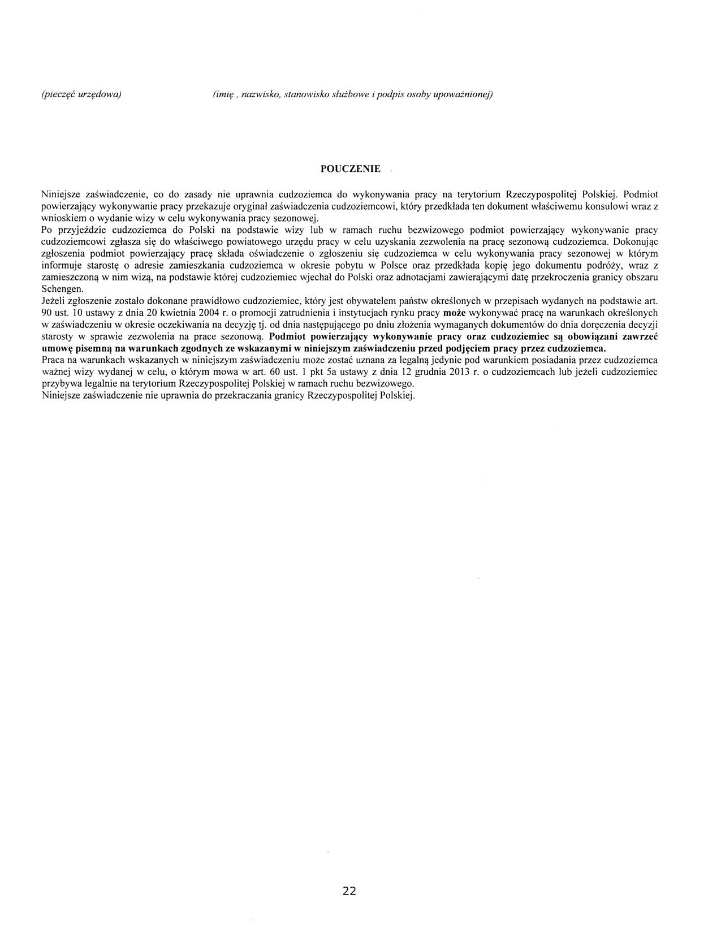 (pieczęć urzędowa) (imię , nazwisko, stanowisko służbowe i podpis osoby upoważnionej)
POUCZENIE
Niniejsze zaświadczenie, co do zasady nie uprawnia cudzoziemca do wykonywania pracy na terytorium Rzeczypospolitej Polskiej. Podmiot
powierzający wykonywanie pracy przekazuje oryginał zaświadczenia cudzoziemcowi, który przedkłada ten dokument właściwemu konsulowi wraz z
wnioskiem o wydanie wizy w celu wykonywania pracy sezonowej.
Po przyjeździe cudzoziemca do Polski na podstawie wizy lub w ramach ruchu bezwizowego podmiot powierzający wykonywanie pracy
cudzoziemcowi zgłasza się do właściwego powiatowego urzędu pracy w celu uzyskania zezwolenia na pracę sezonową cudzoziemca. Dokonując
zgłoszenia podmiot powierzający pracę składa oświadczenie o zgłoszeniu się cudzoziemca w celu wykonywania pracy sezonowej w którym
informuje starostę o adresie zamieszkania cudzoziemca w okresie pobytu w Polsce oraz przedkłada kopię jego dokumentu podróży, wraz z
zamieszczoną w nim wizą, na podstawie której cudzoziemiec wjechał do Polski oraz adnotacjami zawierającymi datę przekroczenia granicy obszaru
Schengen.
Jeżeli zgłoszenie zostało dokonane prawidłowo cudzoziemiec, który jest obywatelem państw określonych w przepisach wydanych na podstawie art.
90 ust. 10 ustawy z dnia 20 kwietnia 2004 r. o promocji zatrudnienia i instytucjach rynku pracy może wykonywać pracę na warunkach określonych
w zaświadczeniu w okresie oczekiwania na decyzję tj. od dnia następującego po dniu złożenia wymaganych dokumentów do dnia doręczenia decyzji
starosty w sprawie zezwolenia na prace sezonową. Podmiot powierzający wykonywanie pracy oraz cudzoziemiec są obowiązani zawrzeć
umowę pisemną na warunkach zgodnych ze wskazanymi w niniejszym zaświadczeniu przed podjęciem pracy przez cudzoziemca.
Praca na warunkach wskazanych w niniejszym zaświadczeniu może zostać uznana za legalną jedynie pod warunkiem posiadania przez cudzoziemca
ważnej wizy wydanej w celu, o którym mowa w art. 60 ust. 1 pkt 5a ustawy z dnia 12 grudnia 2013 r. o cudzoziemcach lub jeżeli cudzoziemiec
przybywa legalnie na terytorium Rzeczypospolitej Polskiej w ramach ruchu bezwizowego.
Niniejsze zaświadczenie nie uprawnia do przekraczania granicy Rzeczypospolitej Polskiej.
22